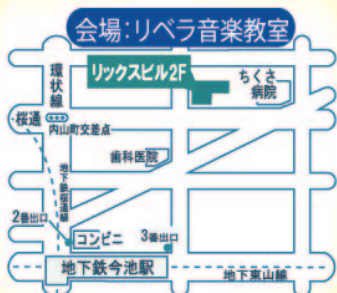 会場:リベラ音楽教室
リックスビル2F
環状線
ちくさ
病院
桜通
内山町交差点
歯科医院
地下鉄桜通線
2番出口
コンビニ
3番出口
地下鉄今池駅
地下東山線